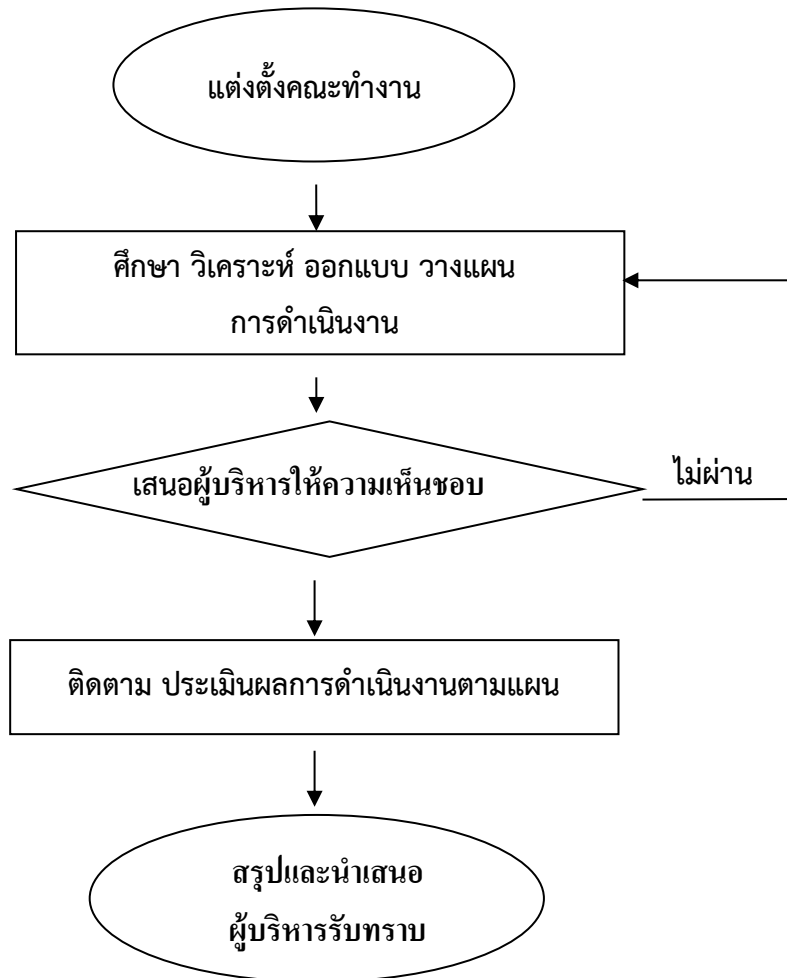 แต่งตั้งคณะทำงาน
ศึกษา วิเคราะห์ ออกแบบ วางแผน
การดำเนินงาน
เสนอผู้บริหารให้ความเห็นชอบ
ไม่ผ่าน
ติดตาม ประเมินผลการดำเนินงานตามแผน
สรุปและนำเสนอ
ผู้บริหารรับทราบ